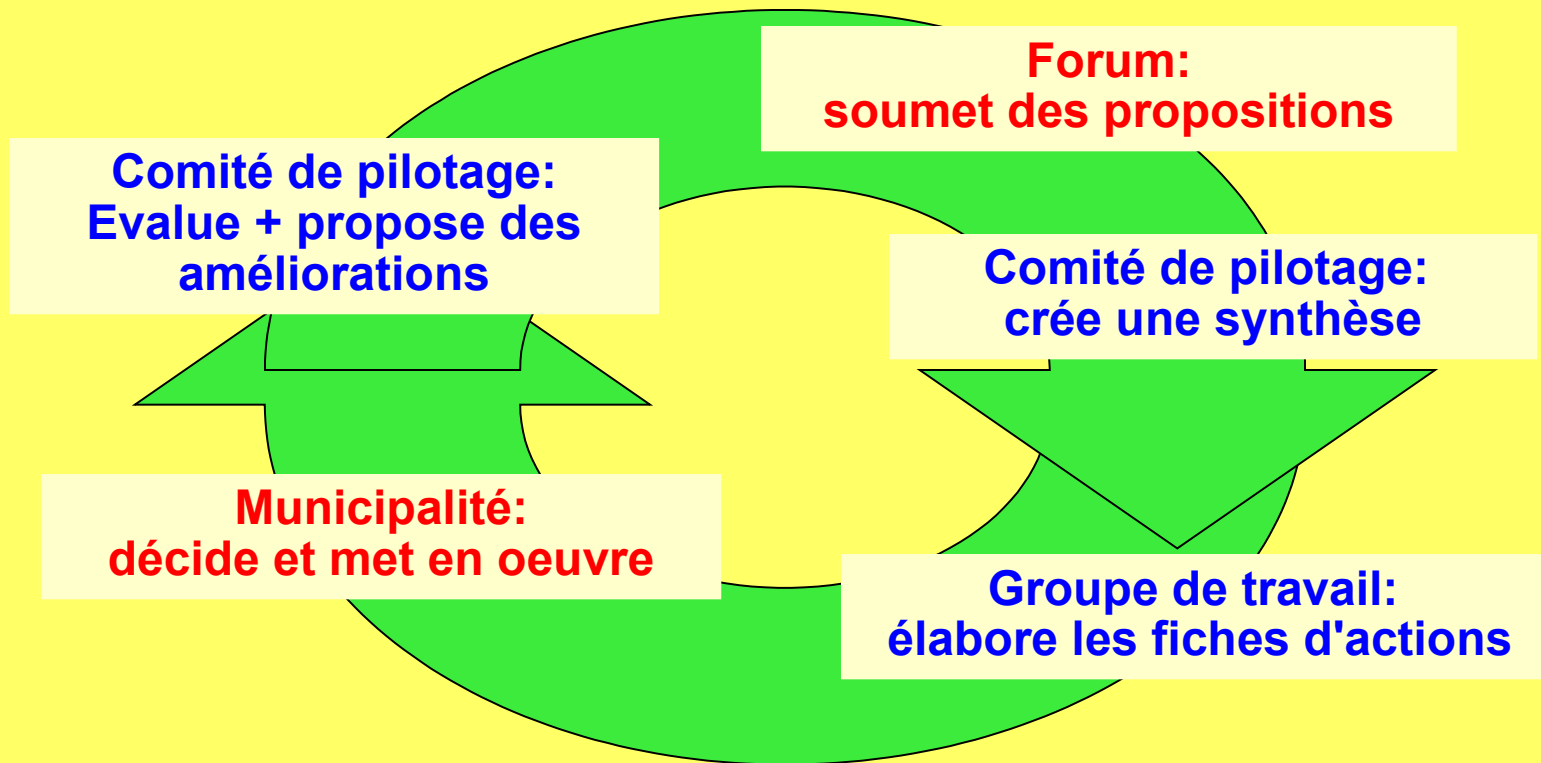 Forum:
soumet des propositions
Comité de pilotage:
Evalue + propose des
améliorations
Comité de pilotage:
crée une synthèse
Municipalité:
décide et met en oeuvre
Groupe de travail:
élabore les fiches d'actions